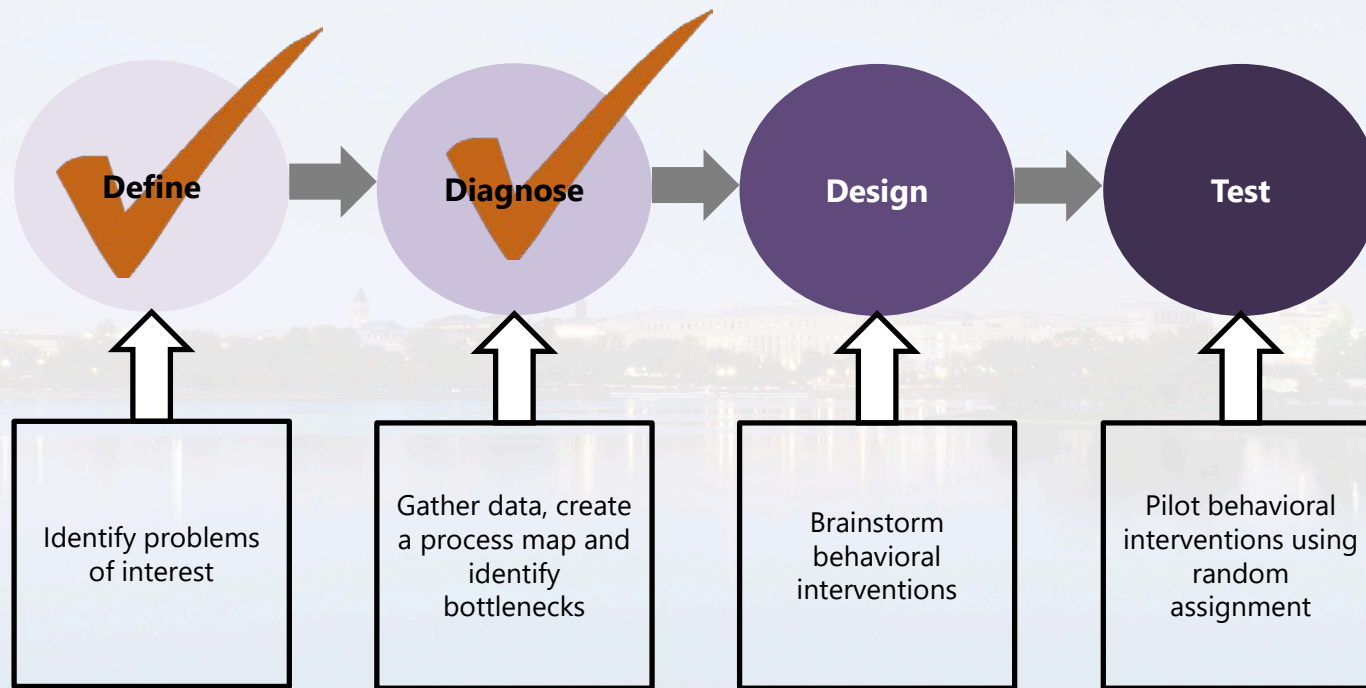 Define
Diagnose
Design
Test
Identify problems
of interest
Gather data, create
a process map and
identify
bottlenecks
Brainstorm
behavioral
interventions
Pilot behavioral
interventions using
random
assignment